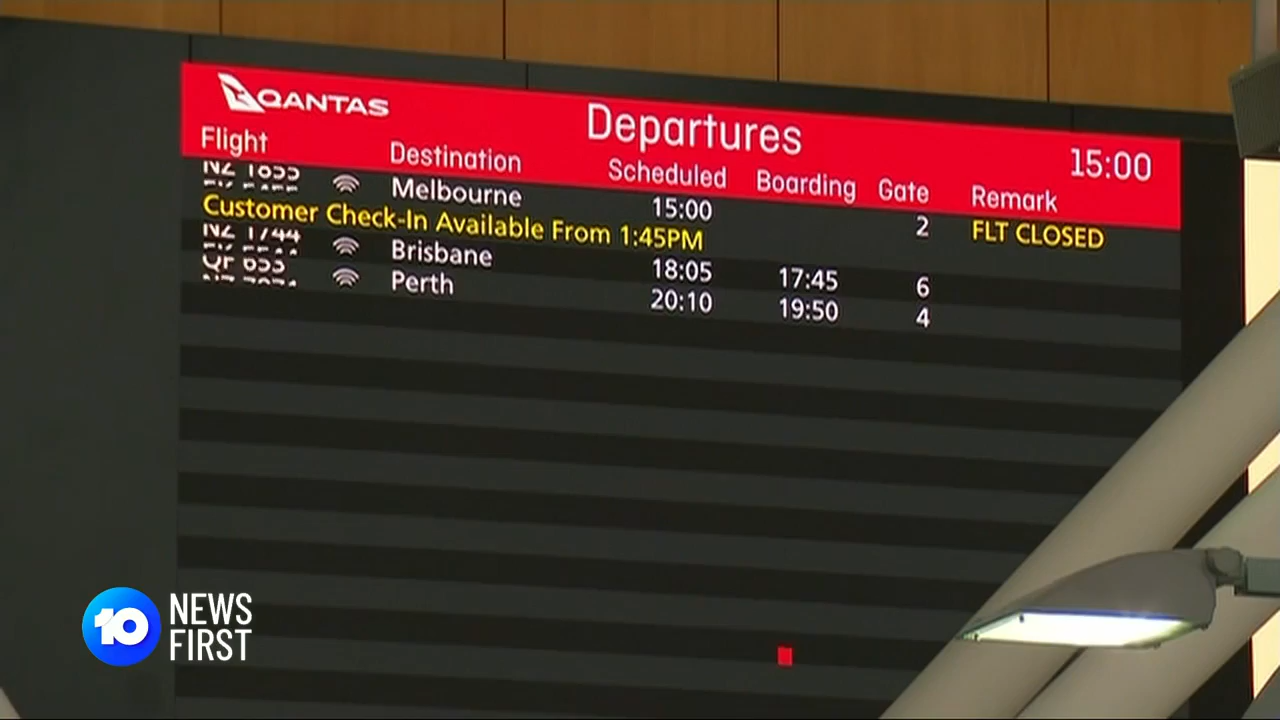 QANTAS
Departures
15:00
Flight Destination Scheduled Boarding Gate Remark
Melbourne 15:00 2 FLT CLOSED
Customer Check-In Available From 1:45PM
Brisbane 18:05 17:45 6
Perth 20:10 19:50 4
10 NEWS
FIRST